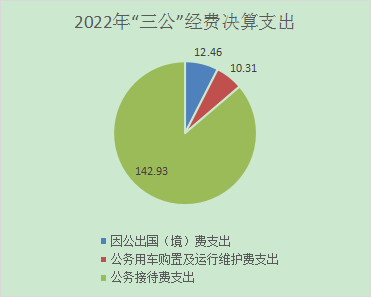 2022年“三公”经费决算支出
12.46
10.31
142.93
因公出国（境）费支出
公务用车购置及运行维护费支出
公务接待费支出